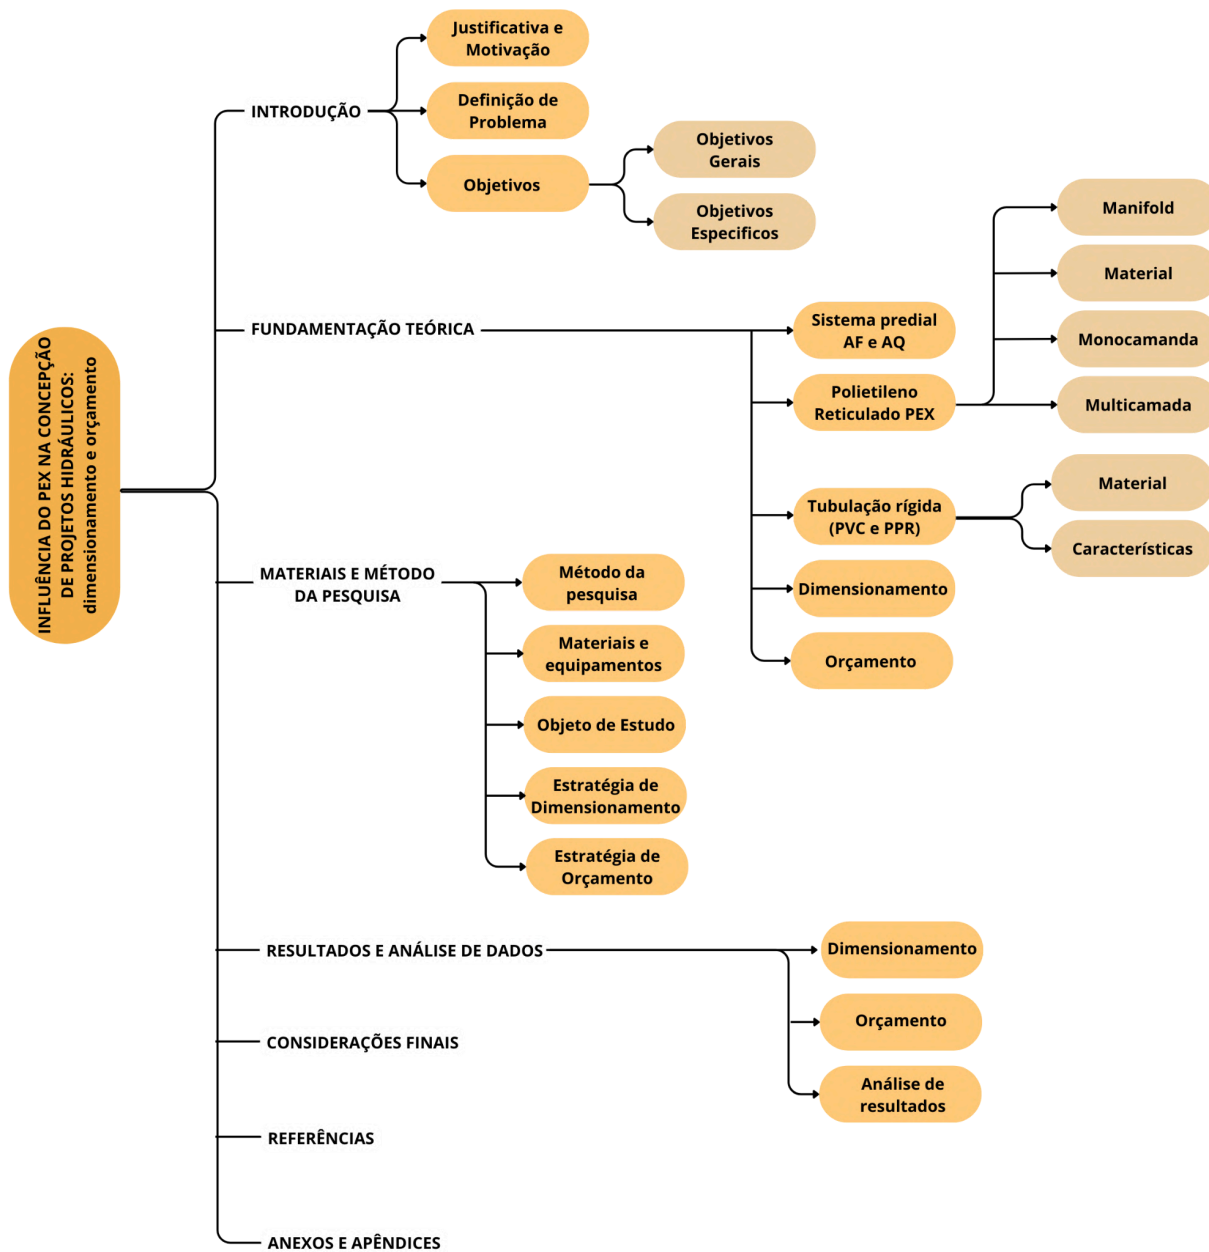 INFLUÊNCIA DO PEX NA CONCEPÇÃO
DE PROJETOS HIDRÁULICOS:
dimensionamento e orçamento
INTRODUÇÃO
Justificativa e
Motivação
Definição de
Problema
Objetivos
Objetivos
Gerais
Objetivos
Especificos
FUNDAMENTAÇÃO TEÓRICA
Sistema predial
AF e AQ
Polietileno
Reticulado PEX
Manifold
Material
Monocamanda
Multicamada
Tubulação rígida
(PVC e PPR)
Material
Características
Dimensionamento
Orçamento
MATERIAIS E MÉTODO
DA PESQUISA
Método da
pesquisa
Materiais e
equipamentos
Objeto de Estudo
Estratégia de
Dimensionamento
Estratégia de
Orçamento
RESULTADOS E ANÁLISE DE DADOS
Dimensionamento
Orçamento
Análise de
resultados
CONSIDERAÇÕES FINAIS
REFERÊNCIAS
ANEXOS E APÊNDICES